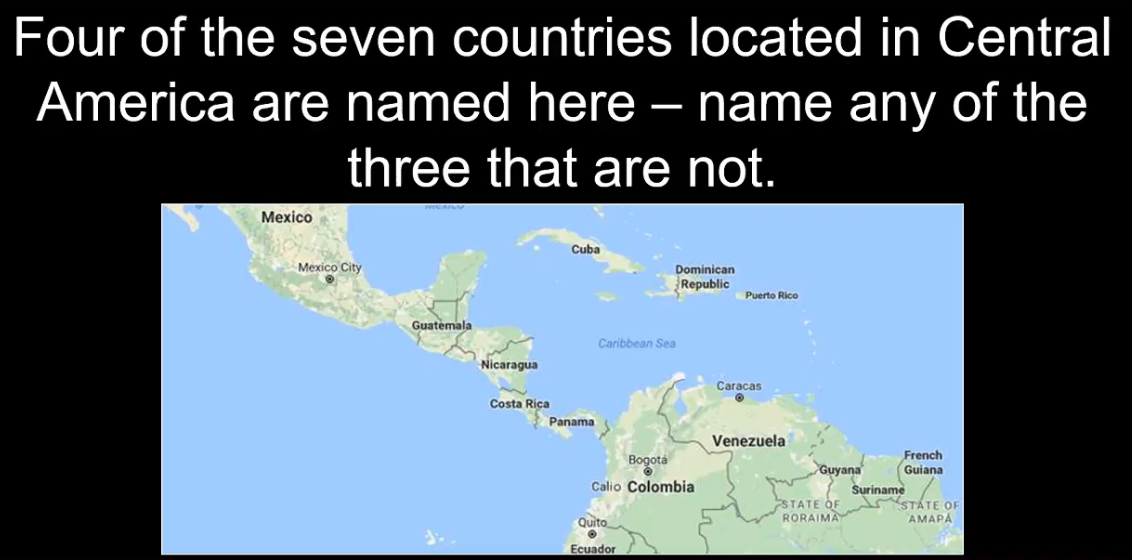 Four of the seven countries located in Central
America are named here – name any of the
three that are not.
Mexico
Mexico
Mexico City
Cuba
Dominican
Republic
Puerto Rico
Guatemala
Caribbean Sea
Nicaragua
Costa Rica
Panama
Caracas
Venezuela
Bogotá
Calio
Colombia
Guyana
French
Guiana
Suriname
STATE OF
RORAIMA
STATE OF
AMAPÁ
Quito
Ecuador